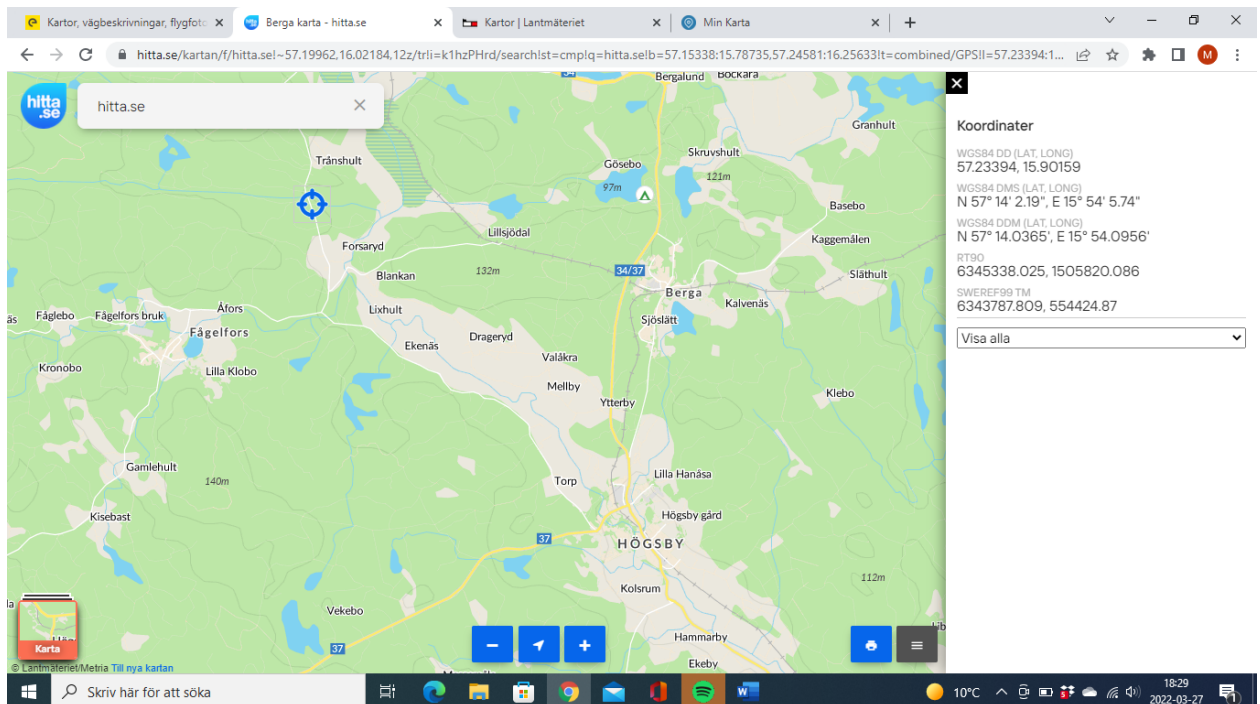 Kartor, vägbeskrivningar, flygfoto
Berga karta - hitta.se
Kartor | Lantmäteriet
Min Karta
hitta.se/kartan/f/hitta.se!~57.19962,16.02184,12z/tr!i=k1hzPHrd/search!st=cmp!q=hitta.se!b=57.15338:15.78735,57.24581:16.25633!t=combined/GPS!l=57.23394:1...
M
hitta
.se
hitta.se
34
Bergalund
Bockara
Granhult
Trånshult
Gösebo
Skruvshult
121m
97m
Basebo
Lillsjödal
Kaggemålen
Forsaryd
Blankan
132m
34/37
Släthult
Berga
Kalvenäs
Fåglebo
Fågelfors bruk
Åfors
Lixhult
Sjöslätt
Fågelfors
Ekenäs
Drageryd
Valåkra
Kronobo
Lilla Klobo
Mellby
Klebo
Ytterby
Gamlehult
140m
Torp
Lilla Hanåsa
Kisebast
Högsby gård
37
HÖGSBY
112m
Kolsrum
Vekebo
Hammarby
37
Ekeby
Karta
© Lantmäteriet/Metria Till nya kartan
Koordinater
WGS84 DD (LAT, LONG)
57.23394, 15.90159
WGS84 DMS (LAT, LONG)
N 57° 14' 2.19", E 15° 54' 5.74"
WGS84 DDM (LAT, LONG)
N 57° 14.0365', E 15° 54.0956'
RT90
6345338.025, 1505820.086
SWEREF99 TM
6343787.809, 554424.87
Visa alla
Skriv här för att söka
10°C
18:29
2022-03-27